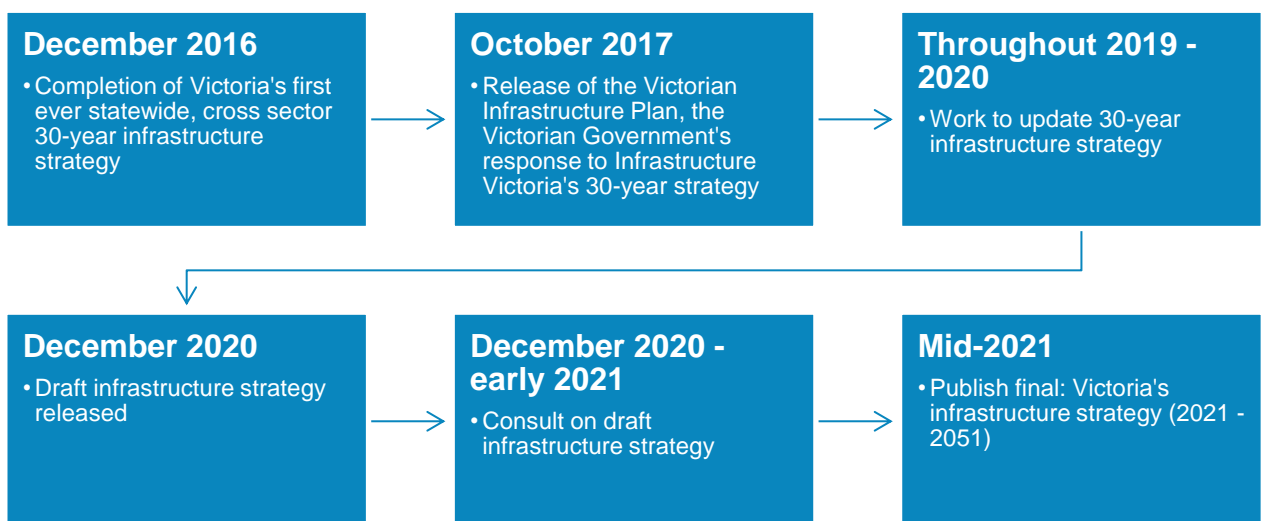 December 2016
• Completion of Victoria's first
ever statewide, cross sector
30-year infrastructure
strategy
October 2017
• Release of the Victorian
Infrastructure Plan, the
Victorian Government's
response to Infrastructure
Victoria's 30-year strategy
Throughout 2019 -
2020
• Work to update 30-year
infrastructure strategy
December 2020
• Draft infrastructure strategy
released
December 2020 -
early 2021
• Consult on draft
infrastructure strategy
Mid-2021
• Publish final: Victoria's
infrastructure strategy (2021 -
2051)